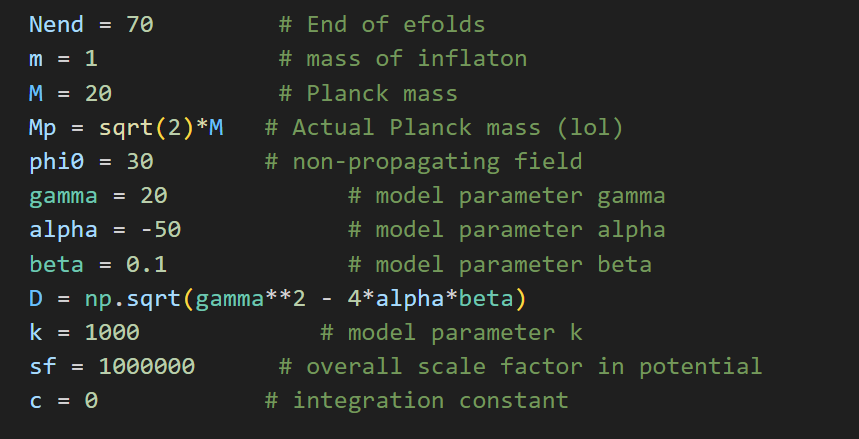 Nend = 70         # End of efolds
m = 1             # mass of inflaton
M = 20            # Planck mass
Mp = sqrt(2)*M   # Actual Planck mass (lol)
phi0 = 30        # non-propagating field
gamma = 20             # model parameter gamma
alpha = -50            # model parameter alpha
beta = 0.1             # model parameter beta
D = np.sqrt(gamma**2 - 4*alpha*beta)
k = 1000             # model parameter k
sf = 1000000      # overall scale factor in potential
c = 0            # integration constant